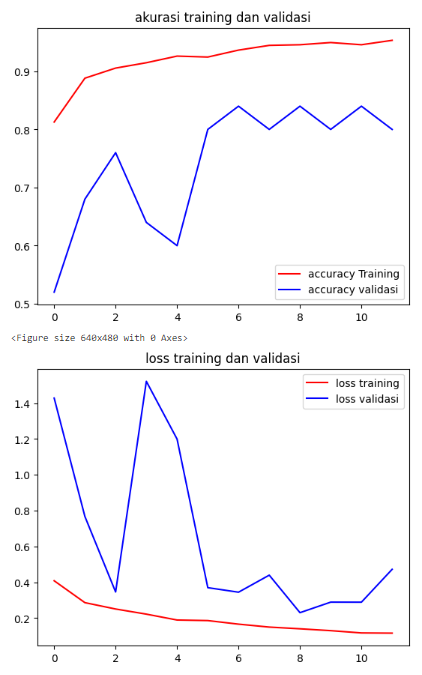 akurasi training dan validasi
0.9
0.8
0.7
0.6
0.5
accuracy Training
accuracy validasi
0 2 4 6 8 10
<Figure size 640x480 with 0 Axes>
loss training dan validasi
1.4
1.2
1.0
0.8
0.6
0.4
0.2
loss training
loss validasi
0 2 4 6 8 10